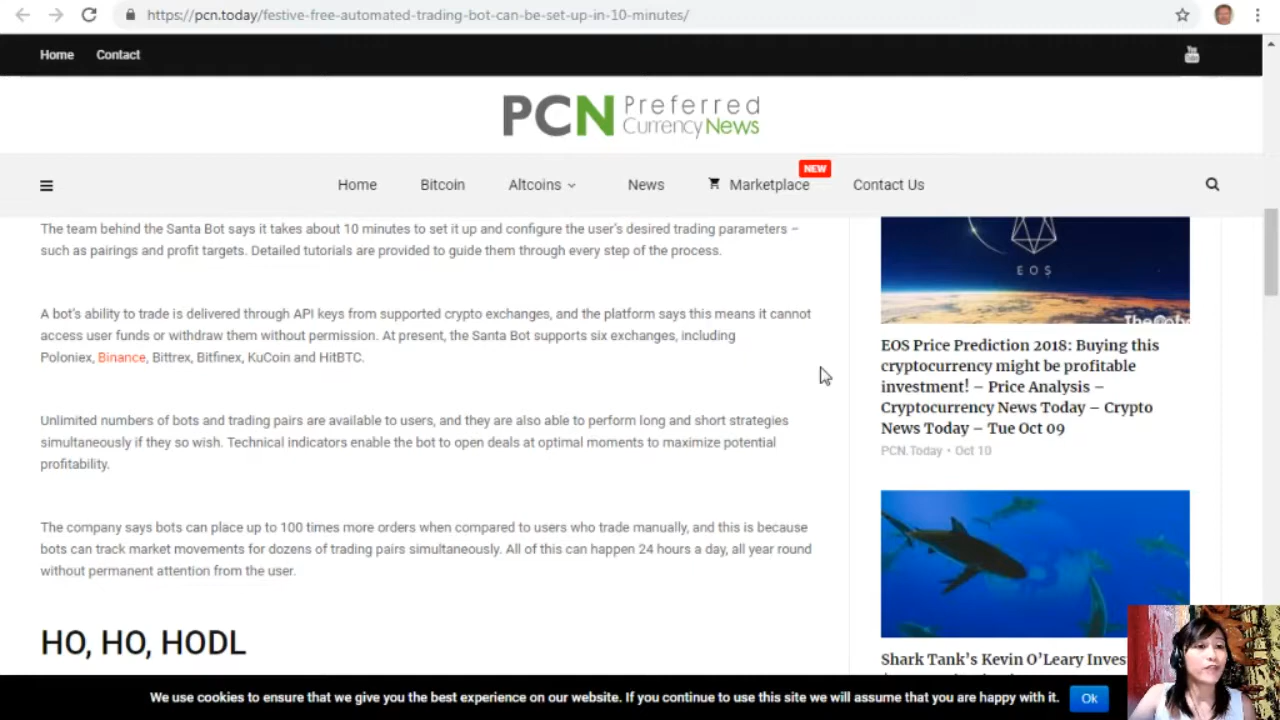 https://pcn.today/festive-free-automated-trading-bot-can-be-set-up-in-10-minutes/
Home Contact
You Tube
PCN Preferred CurrencyNews
NEW
Home Bitcoin Altcoins News Marketplace Contact Us
The team behind the Santa Bot says it takes about 10 minutes to set it up and configure the user's desired trading parameters –
such as pairings and profit targets. Detailed tutorials are provided to guide them through every step of the process.
A bot's ability to trade is delivered through API keys from supported crypto exchanges, and the platform says this means it cannot
access user funds or withdraw them without permission. At present, the Santa Bot supports six exchanges, including
Poloniex, Binance, Bittrex, Bitfinex, KuCoin and HitBTC.
Unlimited numbers of bots and trading pairs are available to users, and they are also able to perform long and short strategies
simultaneously if they so wish. Technical indicators enable the bot to open deals at optimal moments to maximize potential
profitability.
The company says bots can place up to 100 times more orders when compared to users who trade manually, and this is because
bots can track market movements for dozens of trading pairs simultaneously. All of this can happen 24 hours a day, all year round
without permanent attention from the user.
HO, HO, HODL
EOS
EOS Price Prediction 2018: Buying this
cryptocurrency might be profitable
investment! – Price Analysis –
Cryptocurrency News Today – Crypto
News Today – Tue Oct 09
PCN.Today • Oct 10
Shark Tank's Kevin O'Leary Inves
We use cookies to ensure that we give you the best experience on our website. If you continue to use this site we will assume that you are happy with it. Ok